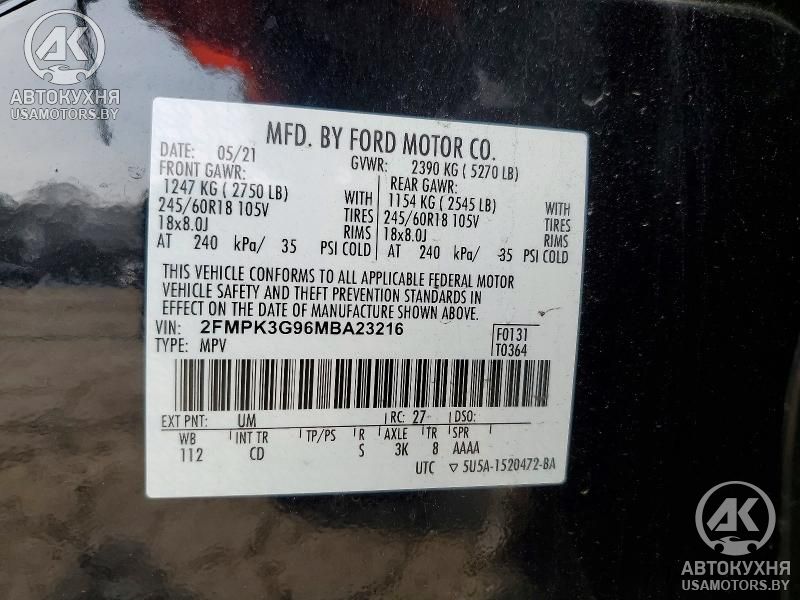 AK
АВТОКУХНЯ
USAMOTORS.BY
MFD. BY FORD MOTOR CO.
DATE: 05/21 GVWR: 2390 KG ( 5270 LB)
FRONT GAWR: REAR GAWR:
1247 KG ( 2750 LB) WITH 1154 KG ( 2545 LB) WITH
245/60R18 105V TIRES 245/60R18 105V TIRES
18x8.0J RIMS 18x8.0J RIMS
AT 240 kPa/ 35 PSI COLD AT 240 kPa/ 35 PSI COLD
THIS VEHICLE CONFORMS TO ALL APPLICABLE FEDERAL MOTOR
VEHICLE SAFETY AND THEFT PREVENTION STANDARDS IN
EFFECT ON THE DATE OF MANUFACTURE SHOWN ABOVE.
VIN: 2FMPK3G96MBA23216 F0131
TYPE: MPV T0364
EXT PNT: UM RC: 27 DSO:
WB INT TR TP/PS R AXLE TR SPR
112 CD S 3K 8 AAAA
UTC ▽ 5U5A-1520472-BA
AK
АВТОКУХНЯ
USAMOTORS.BY